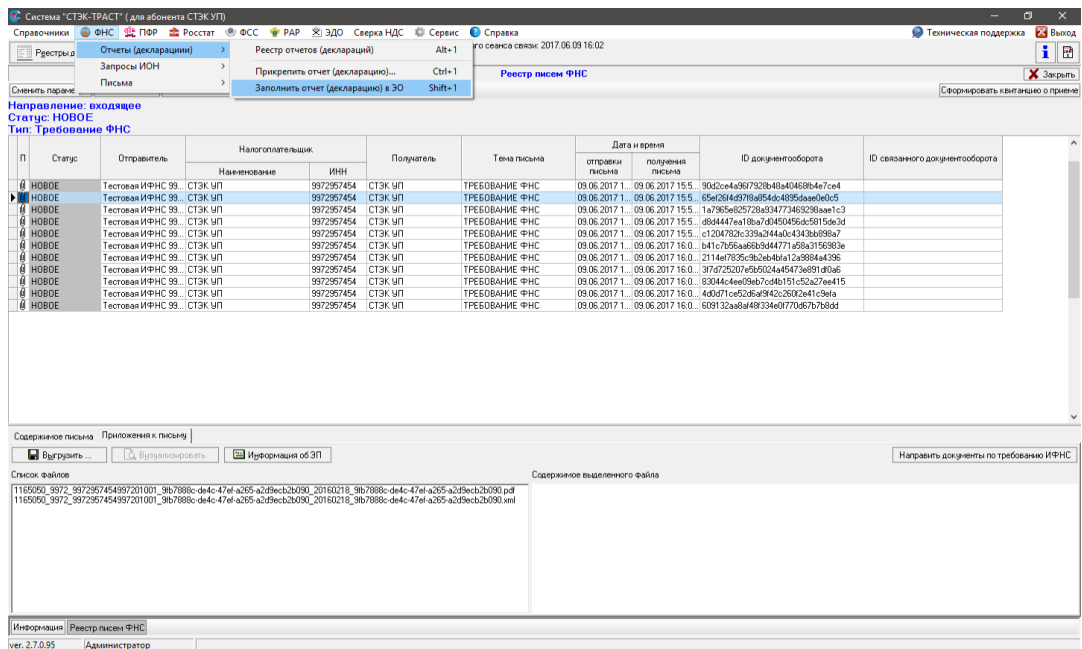 Система "СТЭК-ТРАСТ" ( для абонента СТЭК УП)
Справочники ФНС ПФР Росстат ФСС РАР ЭДО Сверка НДС Сервис Справка Техническая поддержка Выход
Реестры д
Отчеты (декларациии) >
Запросы ИОН >
Письма >
Реестр отчетов (деклараций) Alt+1
Прикрепить отчет (декларацию)... Ctrl+1
Заполнить отчет (декларацию) в ЭО Shift+1
го сеанса связи: 2017.06.09 16:02
Реестр писем ФНС
Закрыть
Сменить параме
Сформировать квитанцию о приеме
Направление: входящее
Статус: НОВОЕ
Тип: Требование ФНС
П Статус Отправитель Налогоплательщик Получатель Тема письма Дата и время ID документооборота ID связанного документооборота
Наименование ИНН отправки письма получения письма
НОВОЕ Тестовая ИФНС 99... СТЭК УП 9972957454 СТЭК УП ТРЕБОВАНИЕ ФНС 09.06.2017 1... 09.06.2017 15:5... 90d2ce4a96f7928b48a40468fb4e7ce4
НОВОЕ Тестовая ИФНС 99... СТЭК УП 9972957454 СТЭК УП ТРЕБОВАНИЕ ФНС 09.06.2017 1... 09.06.2017 15:5... 65ef26f4d97f8a854dc4895daae0e0c5
НОВОЕ Тестовая ИФНС 99... СТЭК УП 9972957454 СТЭК УП ТРЕБОВАНИЕ ФНС 09.06.2017 1... 09.06.2017 15:5... 1a7965e825728a934773469298aae1c3
НОВОЕ Тестовая ИФНС 99... СТЭК УП 9972957454 СТЭК УП ТРЕБОВАНИЕ ФНС 09.06.2017 1... 09.06.2017 15:5... d8d4447ea18ba7d0450456dc5815de3d
НОВОЕ Тестовая ИФНС 99... СТЭК УП 9972957454 СТЭК УП ТРЕБОВАНИЕ ФНС 09.06.2017 1... 09.06.2017 15:5... c1204782fc339a2f44a0c4343bb898a7
НОВОЕ Тестовая ИФНС 99... СТЭК УП 9972957454 СТЭК УП ТРЕБОВАНИЕ ФНС 09.06.2017 1... 09.06.2017 16:0... b41c7b56aa66b9d44771a58a3156983e
НОВОЕ Тестовая ИФНС 99... СТЭК УП 9972957454 СТЭК УП ТРЕБОВАНИЕ ФНС 09.06.2017 1... 09.06.2017 16:0... 2114ef7835c9b2eb4bfa12a9884a4396
НОВОЕ Тестовая ИФНС 99... СТЭК УП 9972957454 СТЭК УП ТРЕБОВАНИЕ ФНС 09.06.2017 1... 09.06.2017 16:0... 3f7d725207e5b5024a45473e891df0a6
НОВОЕ Тестовая ИФНС 99... СТЭК УП 9972957454 СТЭК УП ТРЕБОВАНИЕ ФНС 09.06.2017 1... 09.06.2017 16:0... 83044c4ee09eb7cd4b151c52a27ee415
НОВОЕ Тестовая ИФНС 99... СТЭК УП 9972957454 СТЭК УП ТРЕБОВАНИЕ ФНС 09.06.2017 1... 09.06.2017 16:0... 4d0d71ce52d6af9f42c260f2e41c9efa
НОВОЕ Тестовая ИФНС 99... СТЭК УП 9972957454 СТЭК УП ТРЕБОВАНИЕ ФНС 09.06.2017 1... 09.06.2017 16:0... 609132aa8af48f334e0f770d67b7b8dd
Содержимое письма Приложения к письму
Выгрузить ... Визуализировать Информация об ЭП Направить документы по требованию ИФНС
Список файлов Содержимое выделенного файла
1165050_9972_9972957454997201001_9fb7888c-de4c-47ef-a265-a2d9ecb2b090_20160218_9fb7888c-de4c-47ef-a265-a2d9ecb2b090.pdf
1165050_9972_9972957454997201001_9fb7888c-de4c-47ef-a265-a2d9ecb2b090_20160218_9fb7888c-de4c-47ef-a265-a2d9ecb2b090.xml
Информация Реестр писем ФНС
ver. 2.7.0.95 Администратор